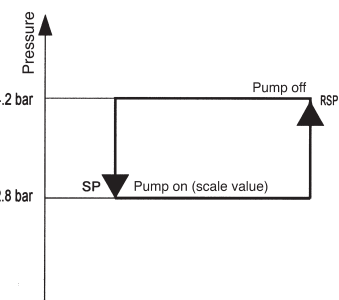 Pressure
Pump off
.2 bar
RSP
SP
Pump on (scale value)
2.8 bar